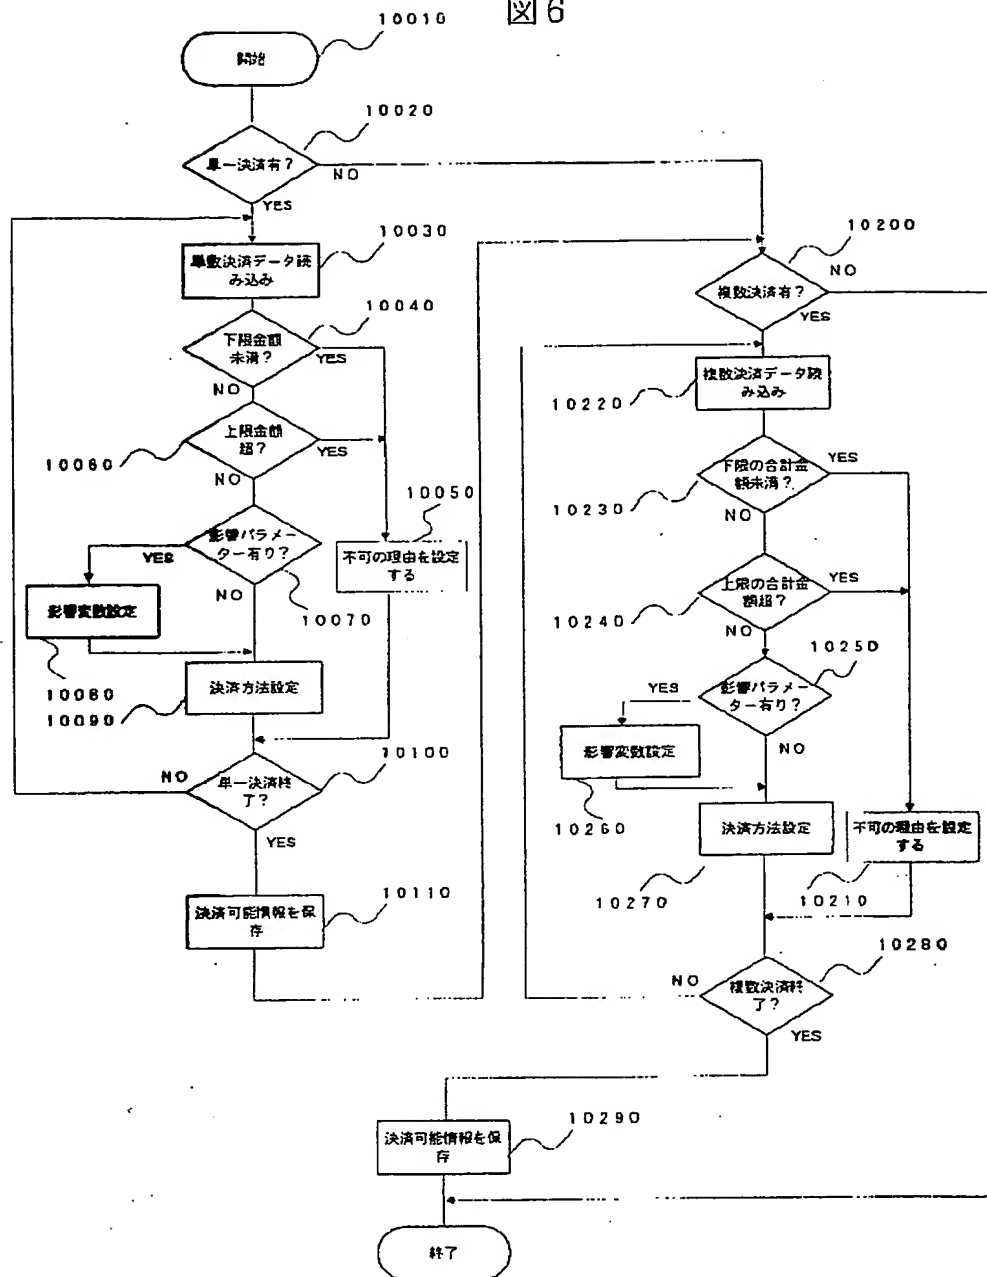 図6
10010
開始
10020
単一決済有?
NO
YES
10030
単数決済データ読
み込み
10040
下限金額
未満?
YES
NO
上限金額
超?
YES
10060
NO
10050
影響パラメ-
ター有り?
YES
不可の理由を設定
する
NO
10070
影響変数設定
10080
10090
決済方法設定
10100
NO
単一決済終
了?
YES
10110
決済可能情報を保
存
10200
NO
複数決済有?
YES
複数決済データ読
み込み
10220
下限の合計金
額未満?
YES
10230
NO
上限の合計金
額超?
YES
10240
NO
10250
YES
影響パラメ-
ター有り?
影響変数設定
NO
10260
決済方法設定
不可の理由を設定
する
10270
10210
10280
NO
複数決済終
了?
YES
10290
決済可能情報を保
存
終了